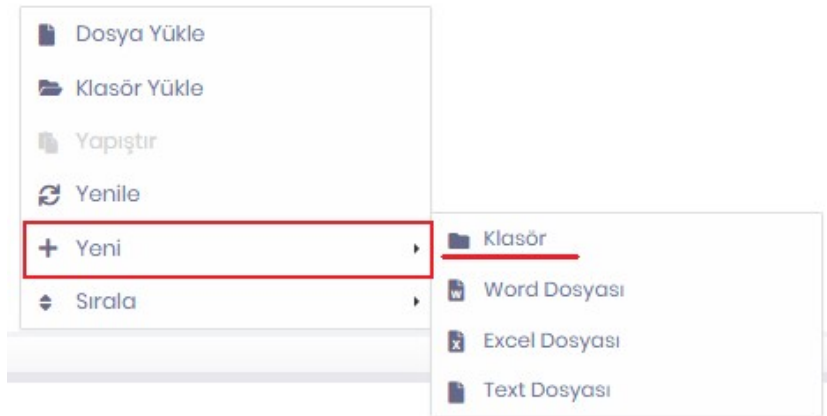 Dosya Yükle
Klasör Yükle
Yapıştır
Yenile
Yeni
Sırala
Klasör
Word Dosyası
Excel Dosyası
Text Dosyası